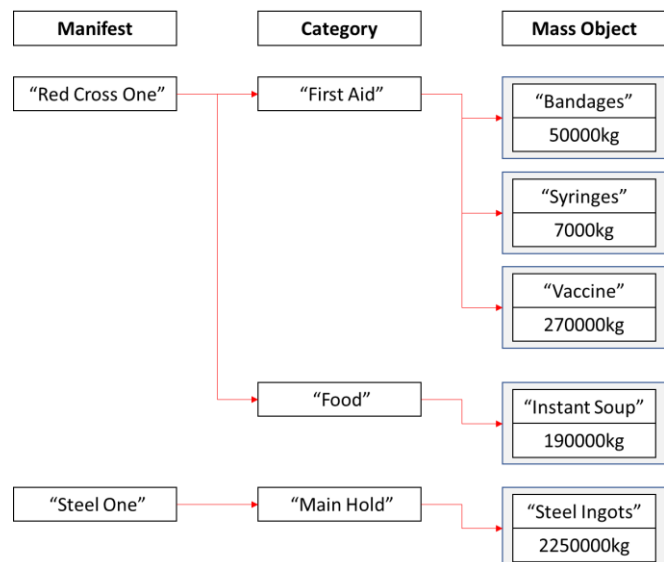 Manifest
Category
Mass Object
“Red Cross One”
“First Aid”
“Bandages”
50000kg
“Syringes”
7000kg
“Vaccine”
270000kg
“Food”
“Instant Soup”
190000kg
“Steel One”
“Main Hold”
“Steel Ingots”
2250000kg